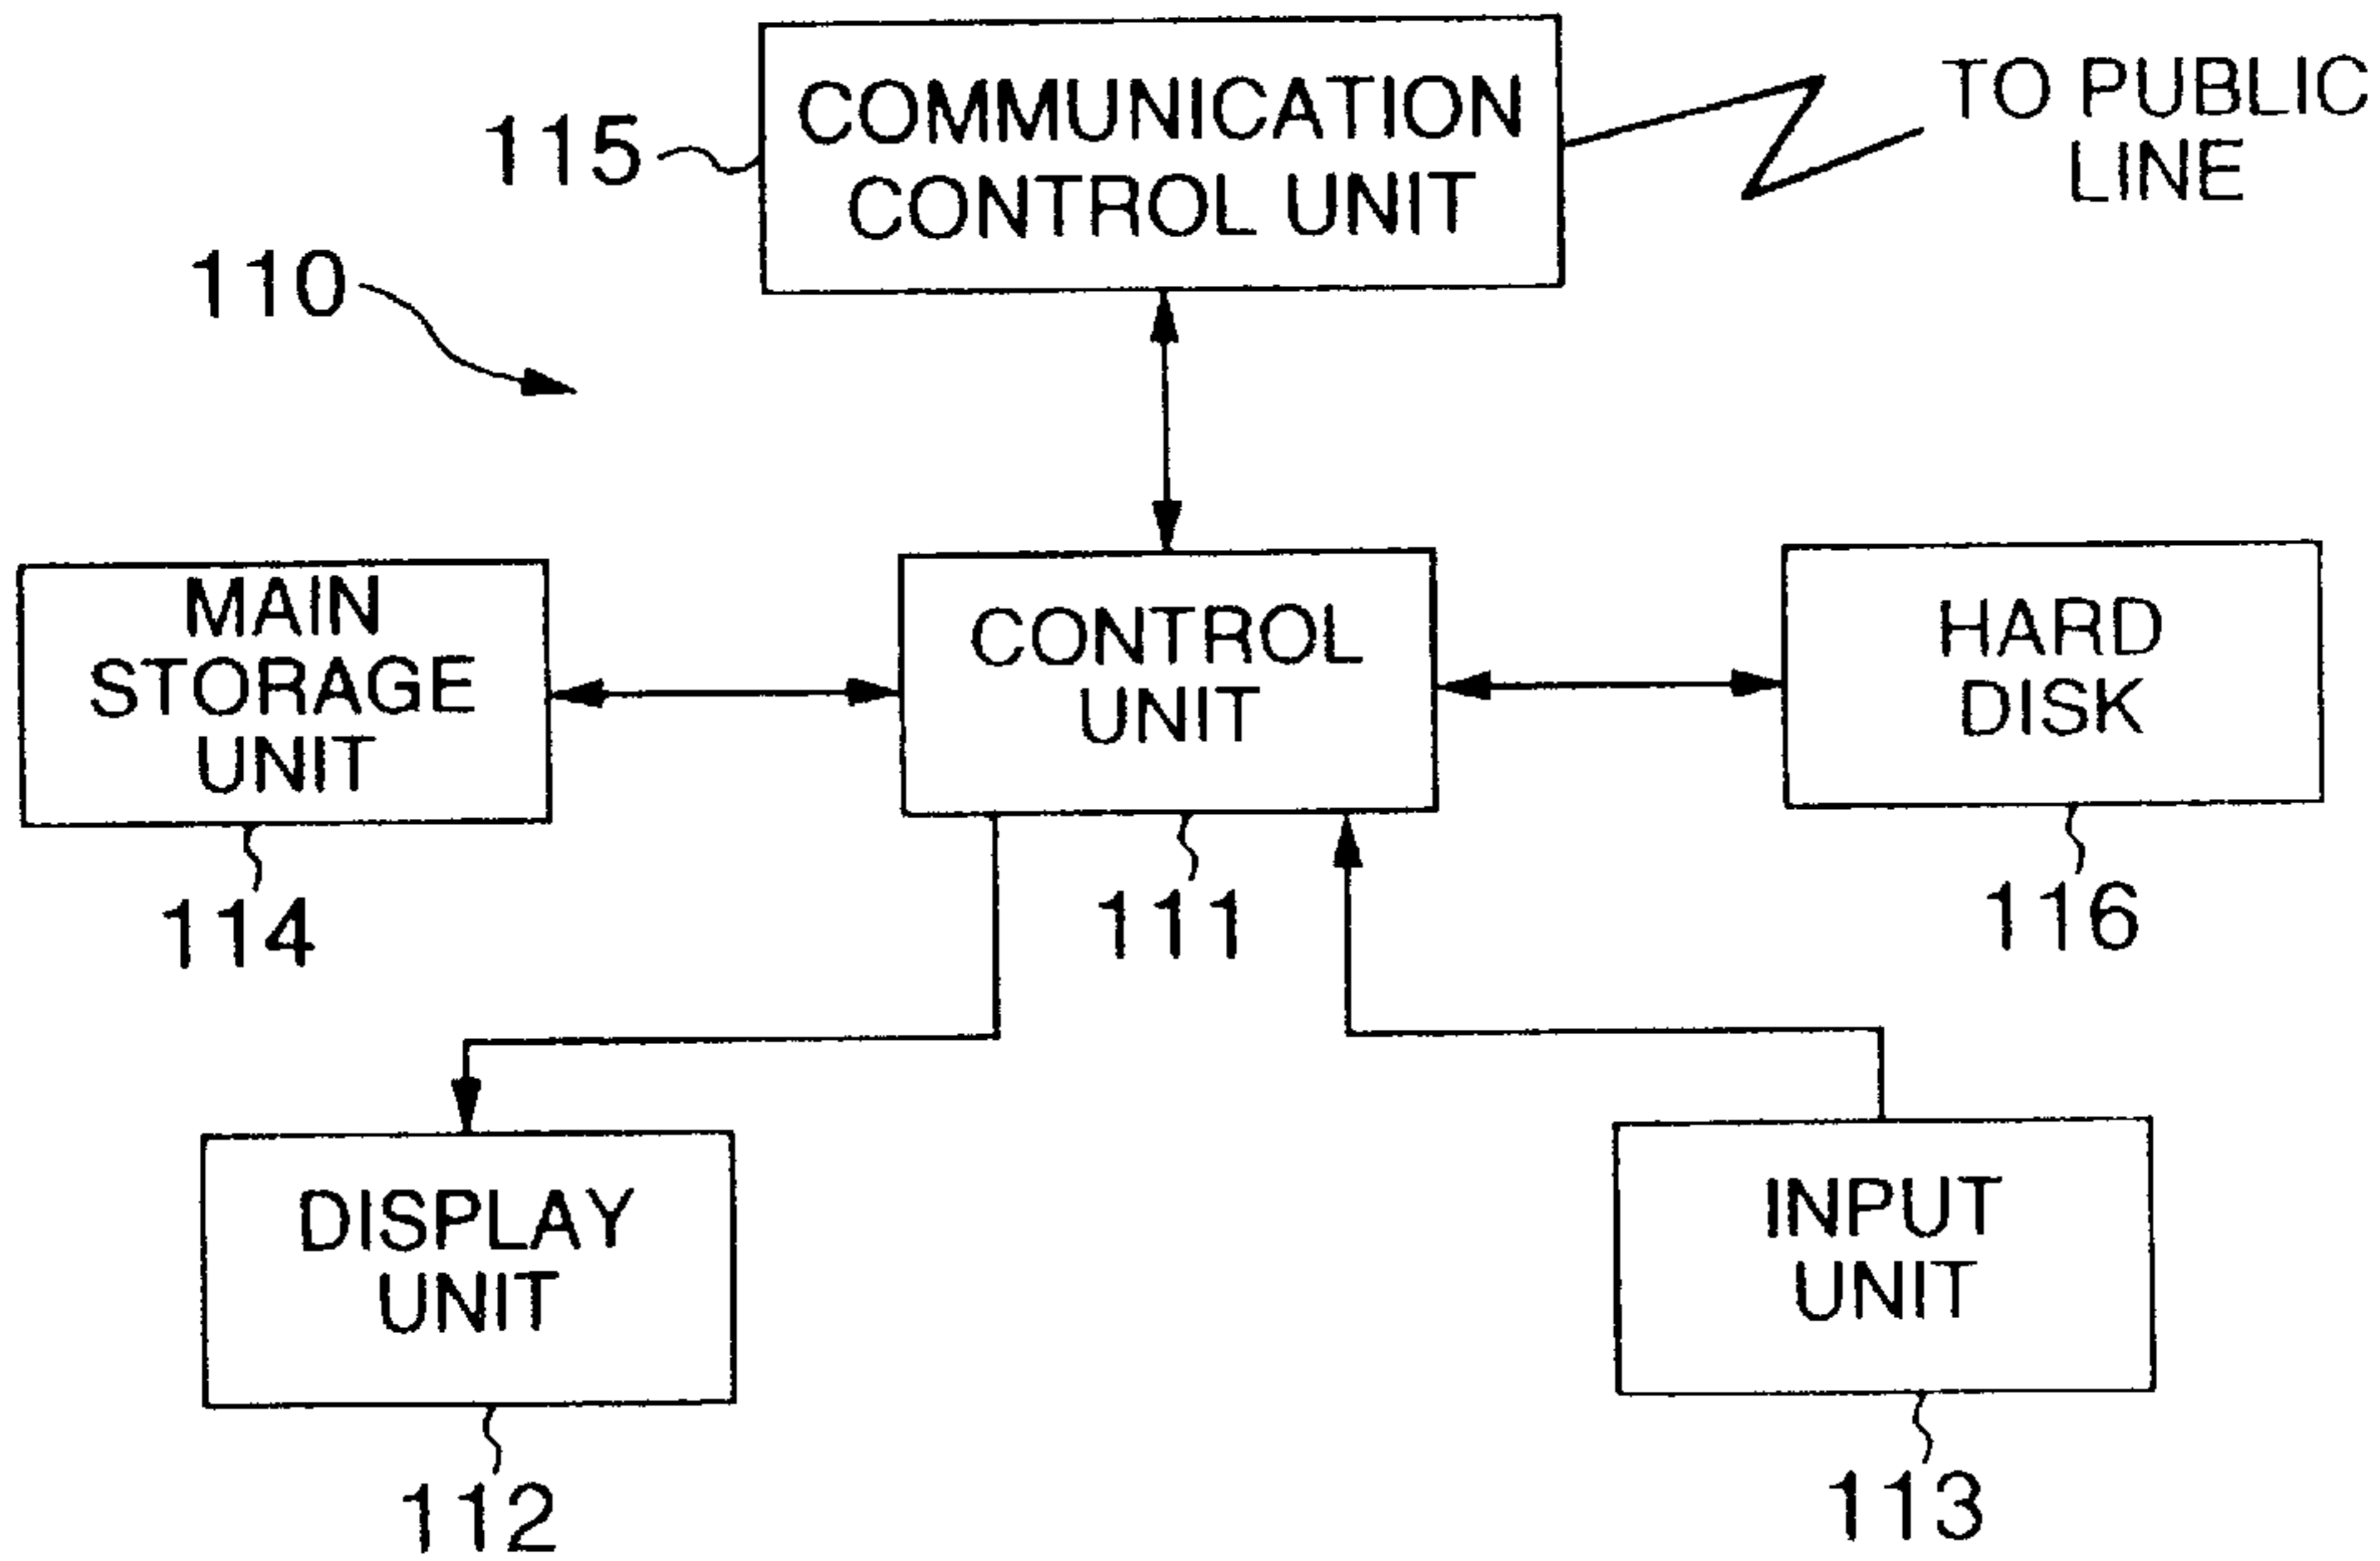 COMMUNICATION
CONTROL UNIT
TO PUBLIC
LINE
115
110
MAIN
STORAGE
UNIT
CONTROL
UNIT
HARD
DISK
114
111
116
DISPLAY
UNIT
INPUT
UNIT
112
113